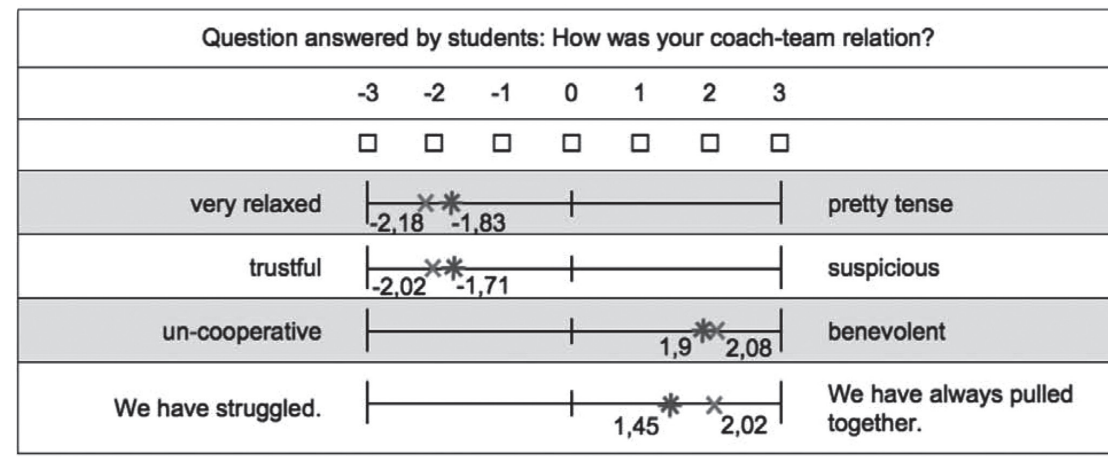 Question answered by students: How was your coach-team relation?
-3 -2 -1 0 1 2 3
very relaxed -2,18 -1,83 pretty tense
trustful -2,02 -1,71 suspicious
un-cooperative 1,9 2,08 benevolent
We have struggled. 1,45 2,02 We have always pulled
together.